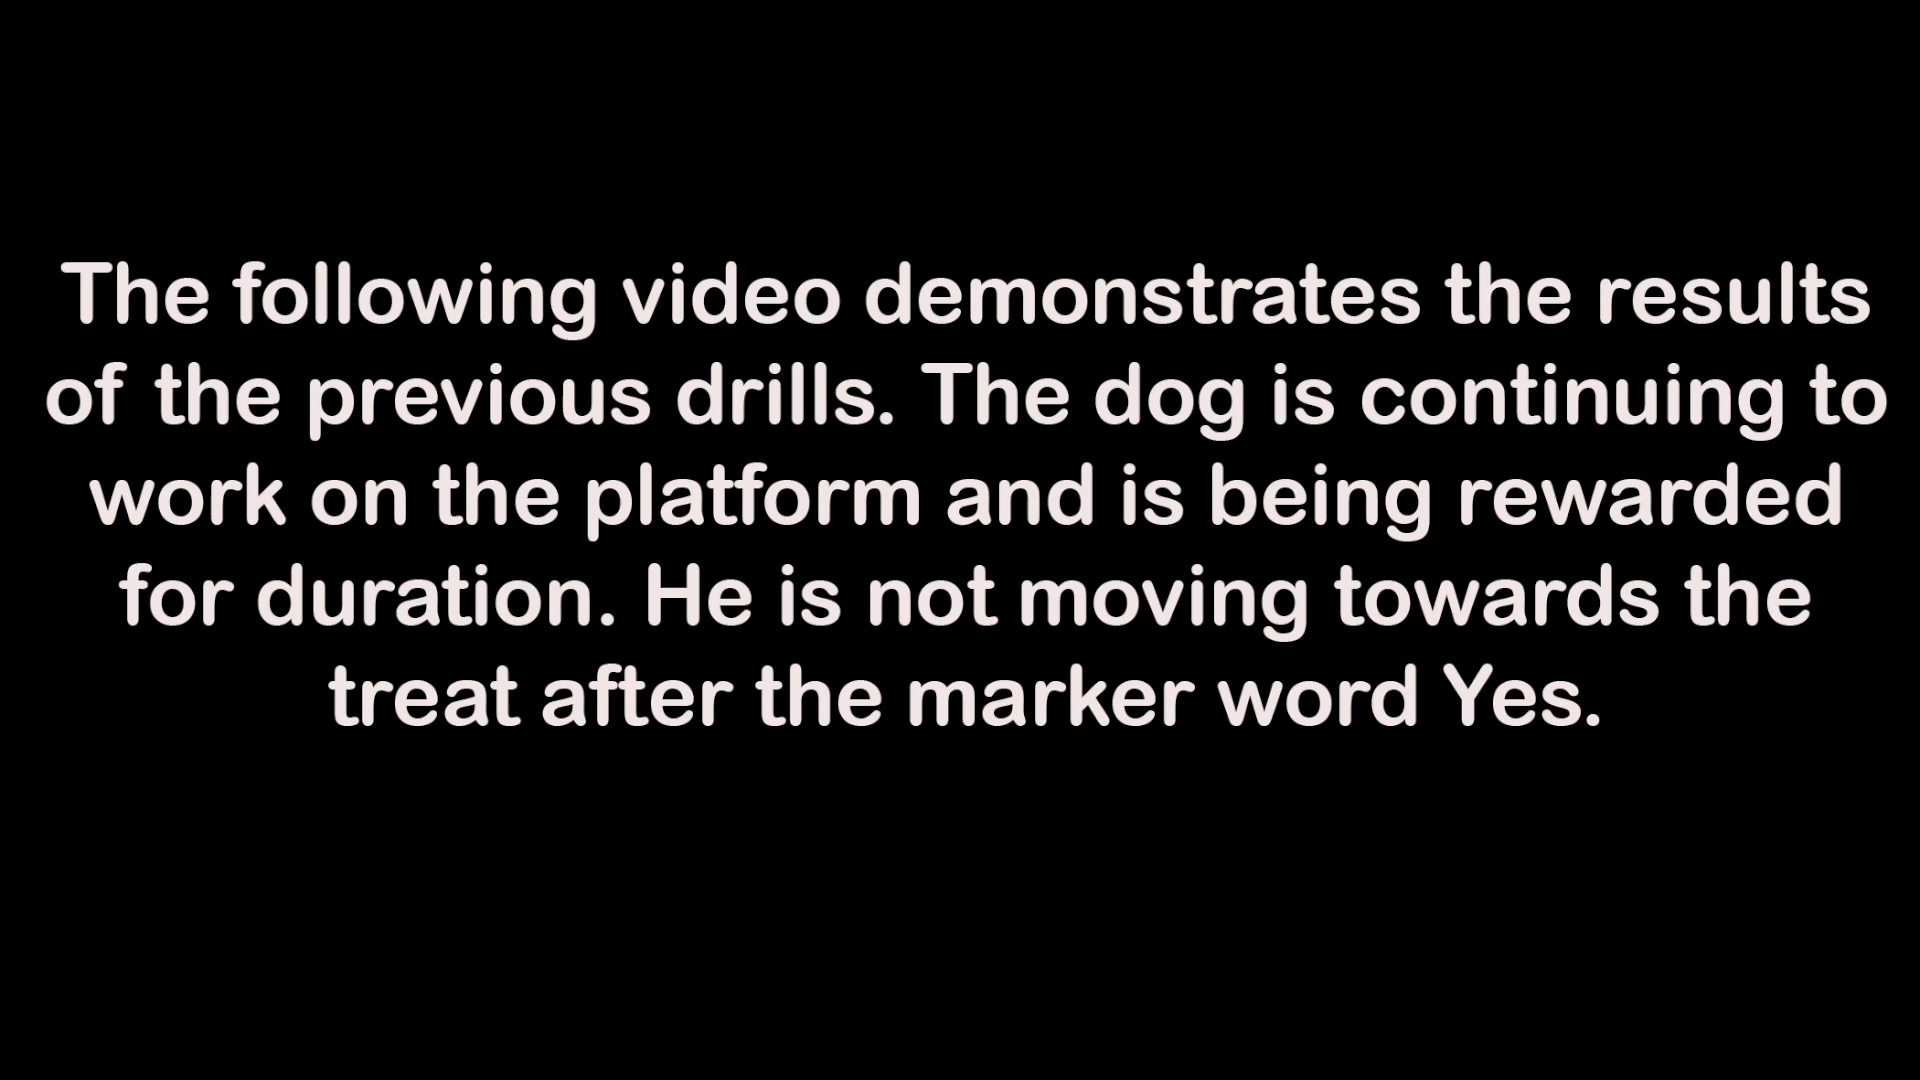 The following video demonstrates the results
of the previous drills. The dog is continuing to
work on the platform and is being rewarded
for duration. He is not moving towards the
treat after the marker word Yes.